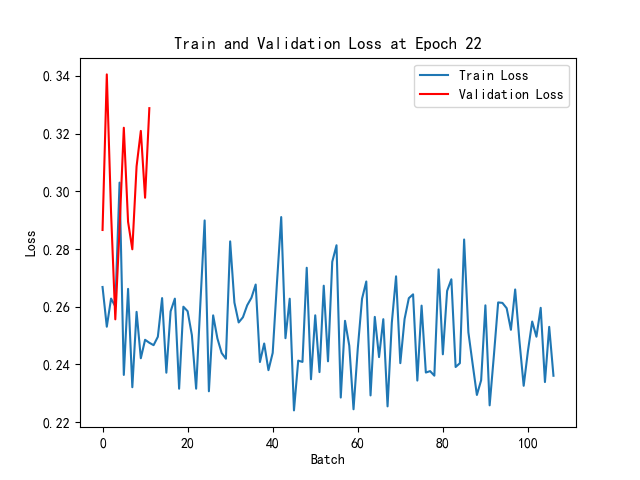 Train and Validation Loss at Epoch 22
Train Loss
Validation Loss
0.34
0.32
0.30
0.28
0.26
0.24
0.22
Loss
0
20
40
60
80
100
Batch